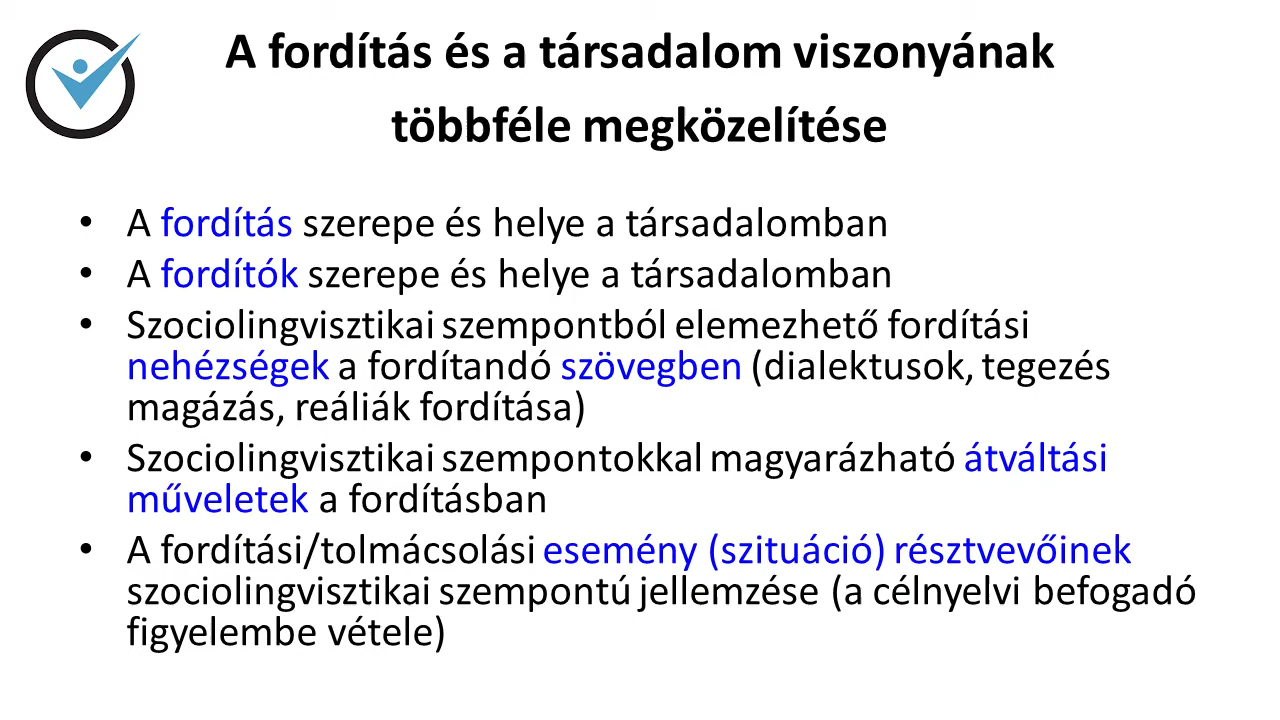 A fordítás és a társadalom viszonyának
többféle megközelítése
• A fordítás szerepe és helye a társadalomban
• A fordítók szerepe és helye a társadalomban
• Szociolingvisztikai szempontból elemezhető fordítási
nehézségek a fordítandó szövegben (dialektusok, tegezés
magázás, reáliák fordítása)
• Szociolingvisztikai szempontokkal magyarázható átváltási
műveletek a fordításban
• A fordítási/tolmácsolási esemény (szituáció) résztvevőinek
szociolingvisztikai szempontú jellemzése (a célnyelvi befogadó
figyelembe vétele)